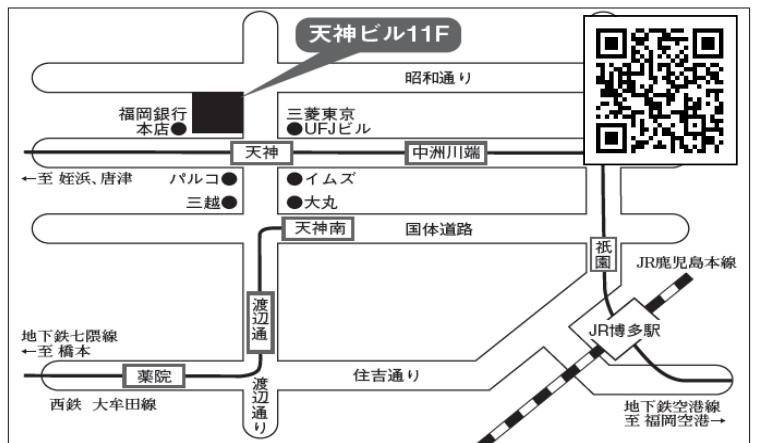 天神ビル11F
昭和通り
福岡銀行
本店●
三菱東京
●UFJビル
天神
中洲川端
←至 姪浜、唐津
パルコ●
●イムズ
三越●
●大丸
天神南
国体道路
祇園
JR鹿児島本線
渡辺通
JR博多駅
地下鉄七隈線
←至 橋本
薬院
渡辺通り
住吉通り
西鉄 大牟田線
地下鉄空港線
至 福岡空港→